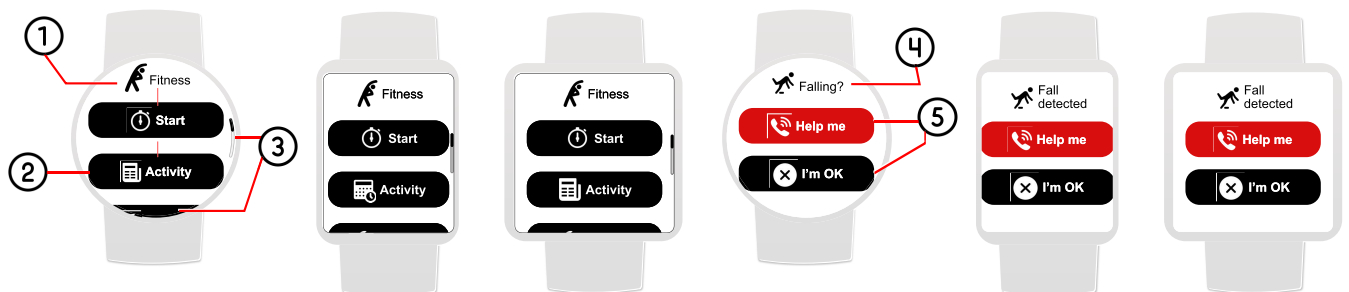 1
Fitness
Start
2
Activity
3
Fitness
Start
Activity
Fitness
Start
Activity
4
Falling?
5
Help me
I'm OK
Fall
detected
Help me
I'm OK
Fall
detected
Help me
I'm OK